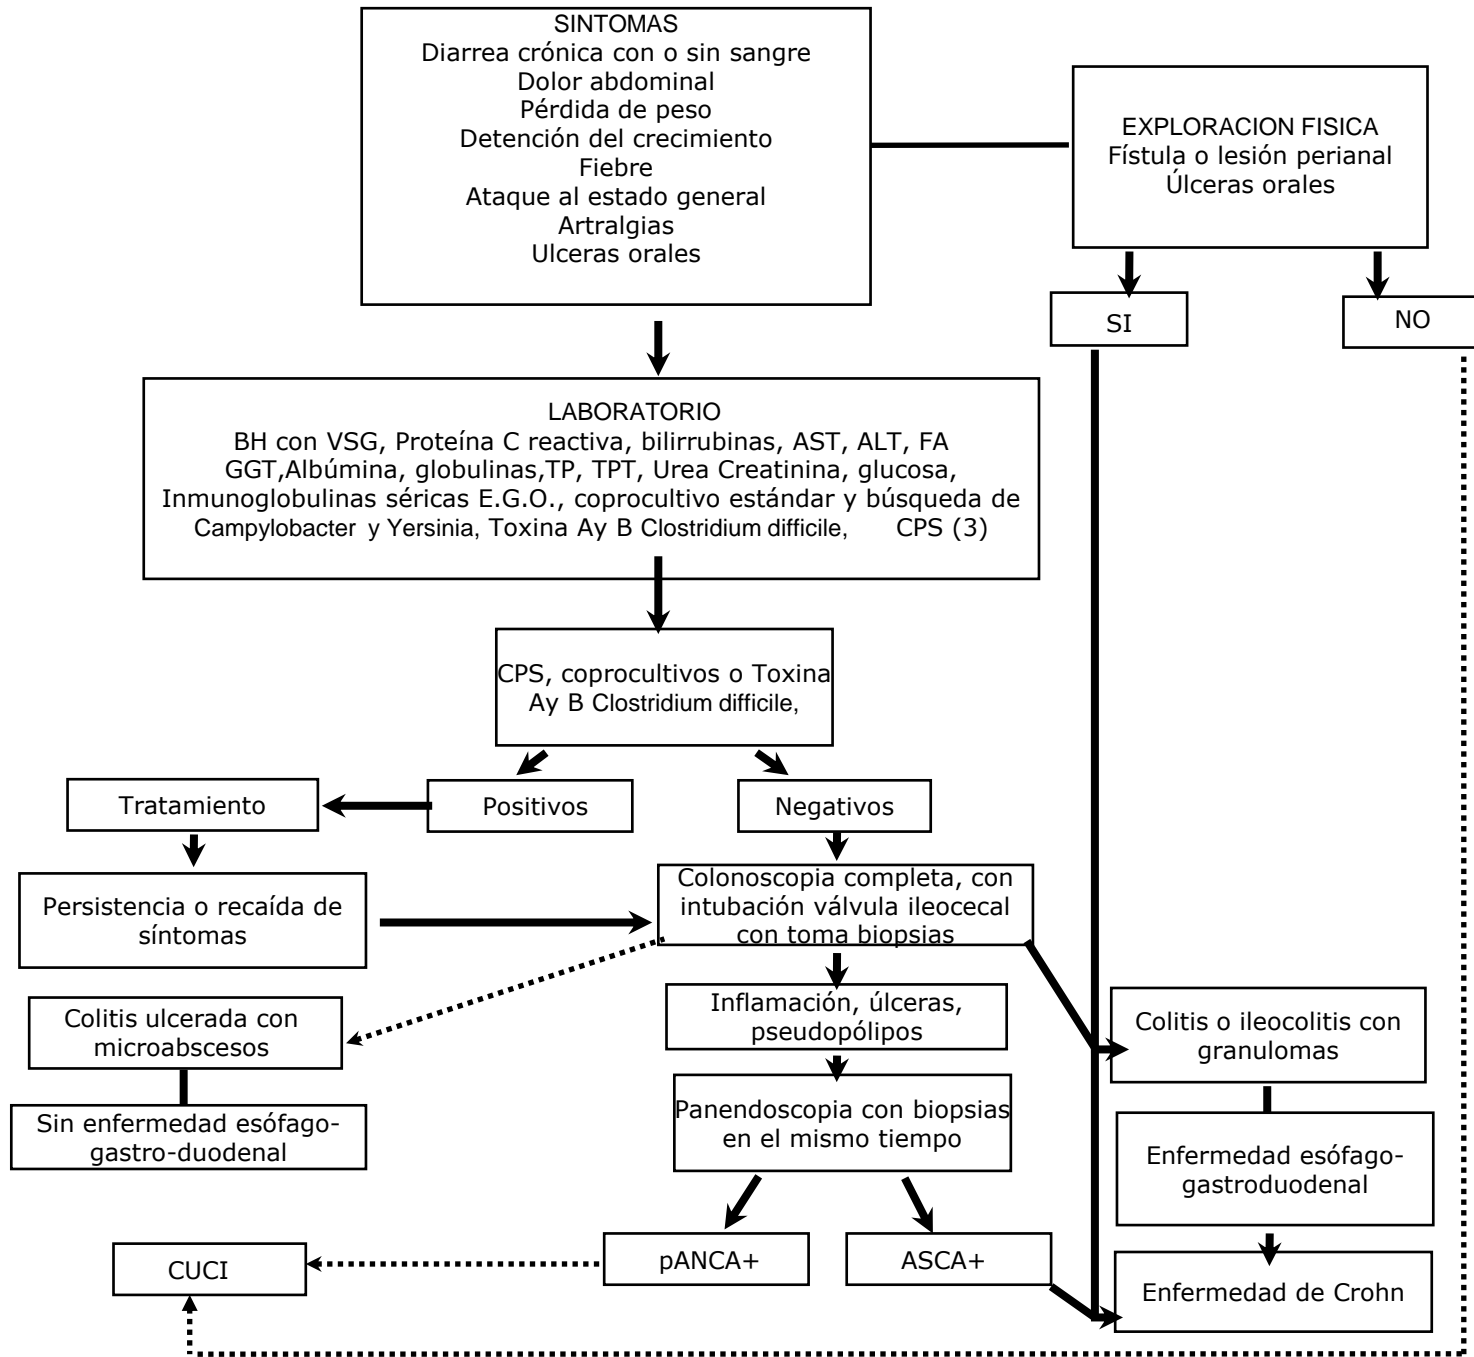 SINTOMAS
Diarrea crónica con o sin sangre
Dolor abdominal
Pérdida de peso
Detención del crecimiento
Fiebre
Ataque al estado general
Artralgias
Ulceras orales
EXPLORACION FISICA
Fístula o lesión perianal
Úlceras orales
SI
NO
LABORATORIO
BH con VSG, Proteína C reactiva, bilirrubinas, AST, ALT, FA
GGT,Albúmina, globulinas,TP, TPT, Urea Creatinina, glucosa,
Inmunoglobulinas séricas E.G.O., coprocultivo estándar y búsqueda de
Campylobacter y Yersinia, Toxina Ay B Clostridium difficile, CPS (3)
CPS, coprocultivos o Toxina
Ay B Clostridium difficile,
Tratamiento
Positivos
Negativos
Persistencia o recaída de
síntomas
Colonoscopia completa, con
intubación válvula ileocecal
con toma biopsias
Colitis ulcerada con
microabscesos
Inflamación, úlceras,
pseudopólipos
Colitis o ileocolitis con
granulomas
Sin enfermedad esófago-
gastro-duodenal
Panendoscopia con biopsias
en el mismo tiempo
Enfermedad esófago-
gastroduodenal
CUCI
pANCA+
ASCA+
Enfermedad de Crohn